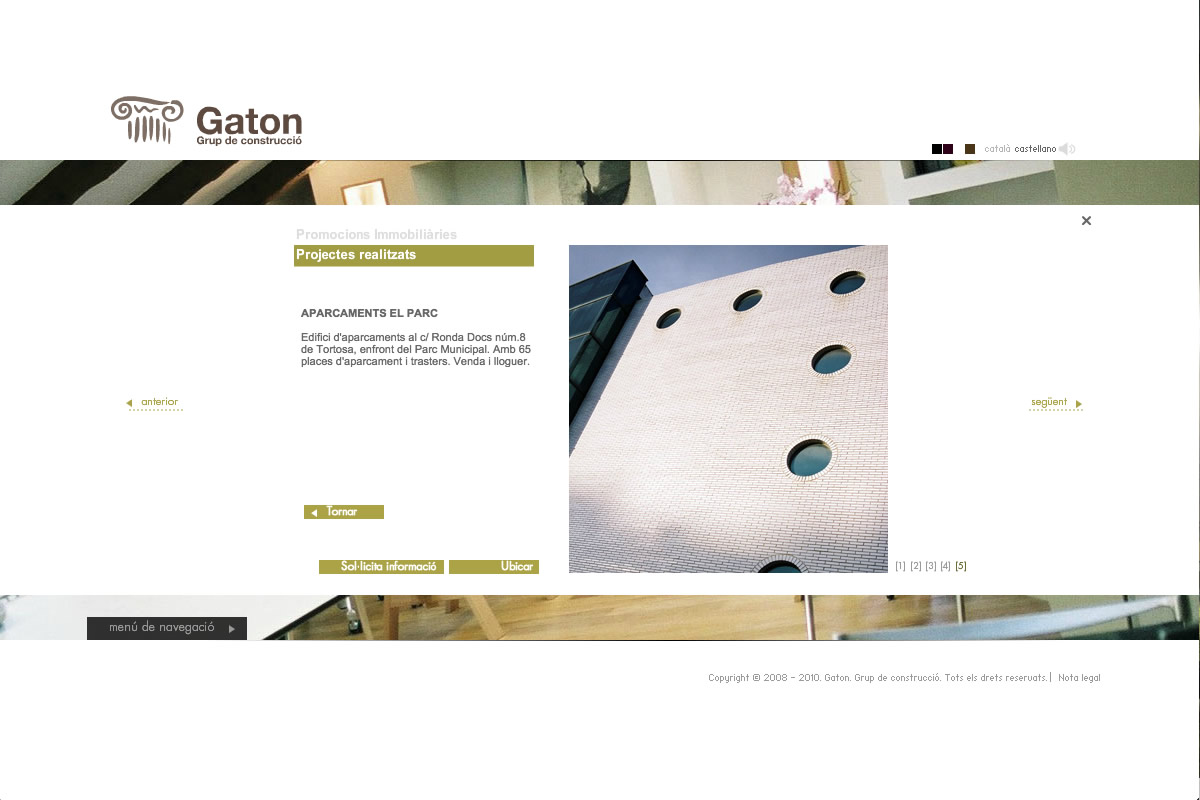 Gaton
Grup de construcció
català castellano
Promocions Immobiliàries
Projectes realitzats
APARCAMENTS EL PARC
Edifici d'aparcaments al c/ Ronda Docs núm.8
de Tortosa, enfront del Parc Municipal. Amb 65
places d'aparcament i trasters. Venda i lloguer.
anterior
següent
Tornar
Sol·licita informació
Ubicar
[1] [2] [3] [4] [5]
menú de navegació
Copyright © 2008 - 2010. Gaton. Grup de construcció. Tots els drets reservats. | Nota legal